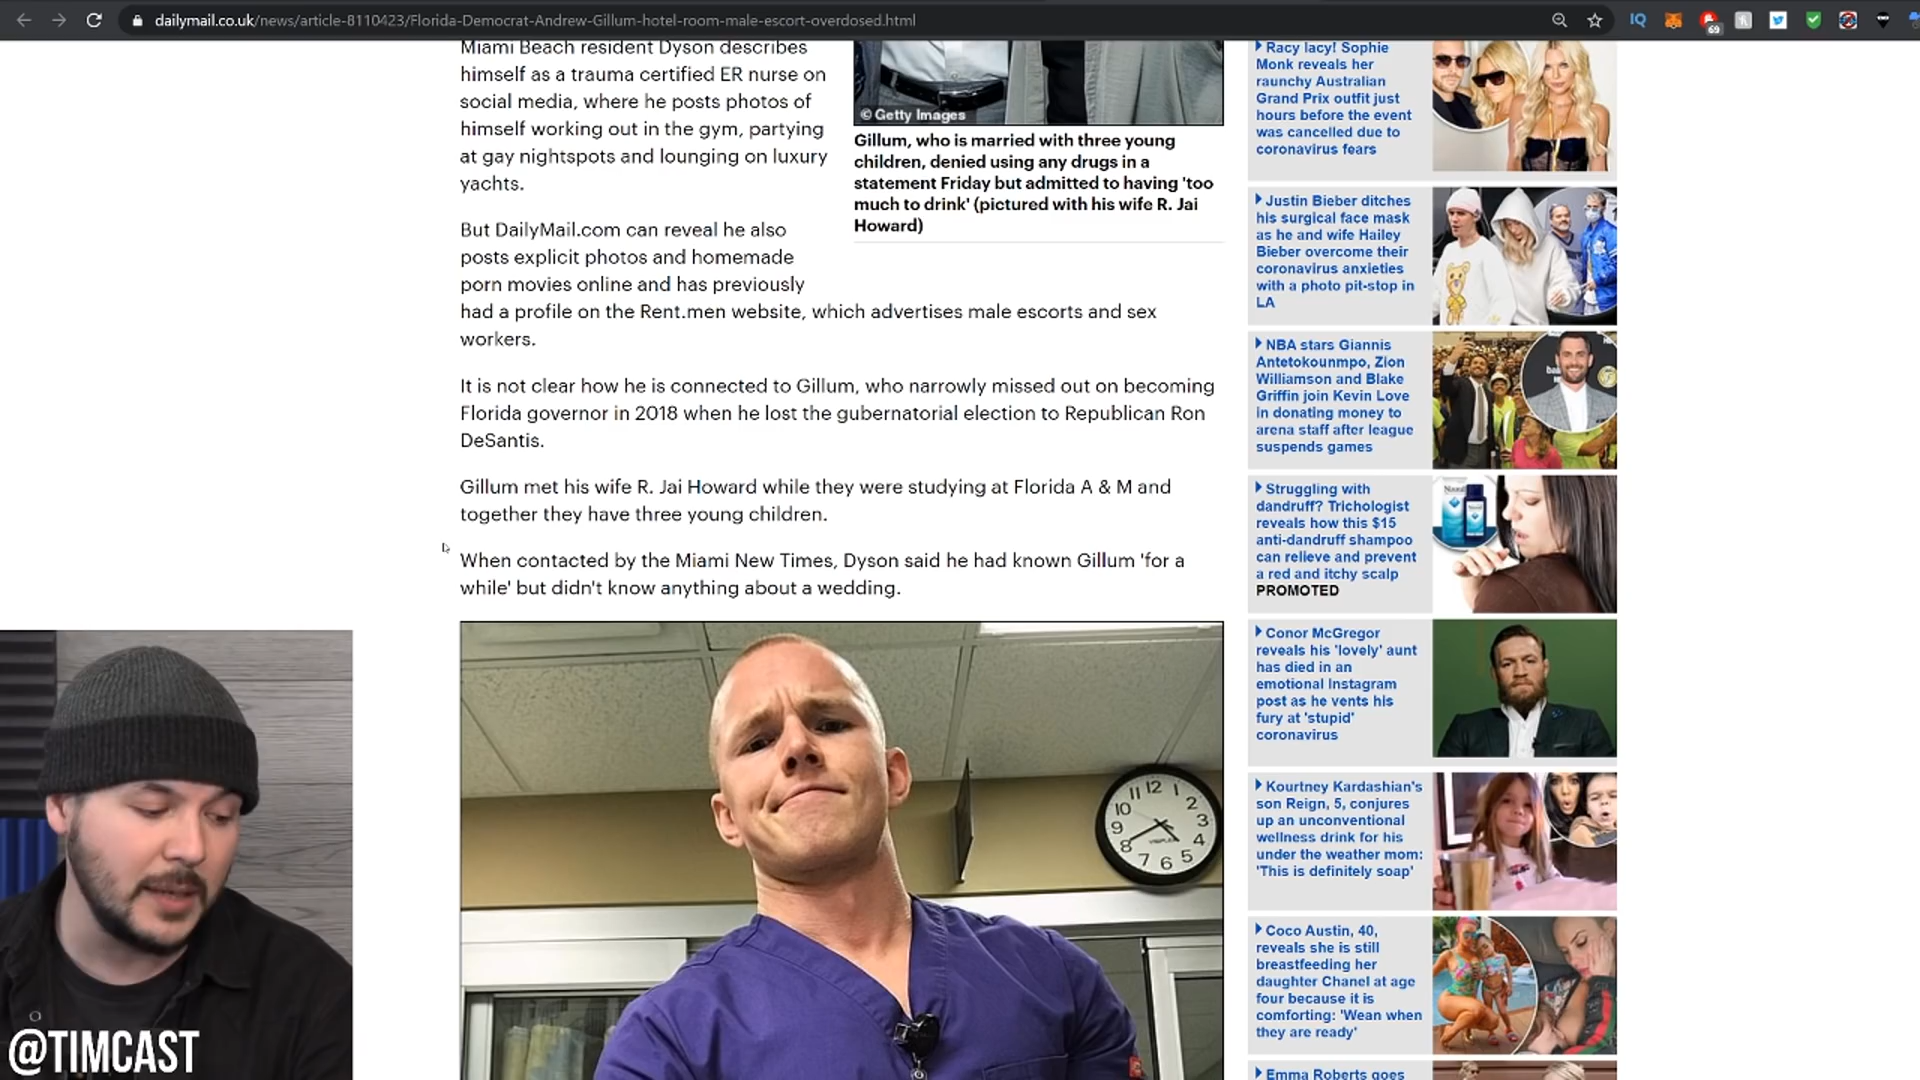 dailymail.co.uk/news/article-8110423/Florida-Democrat-Andrew-Gillum-hotel-room-male-escort-overdosed.html
IQ
69
Miami Beach resident Dyson describes
himself as a trauma certified ER nurse on
social media, where he posts photos of
himself working out in the gym, partying
at gay nightspots and lounging on luxury
yachts.
But DailyMail.com can reveal he also
posts explicit photos and homemade
porn movies online and has previously
had a profile on the Rent.men website, which advertises male escorts and sex
workers.
© Getty Images
Gillum, who is married with three young
children, denied using any drugs in a
statement Friday but admitted to having 'too
much to drink' (pictured with his wife R. Jai
Howard)
It is not clear how he is connected to Gillum, who narrowly missed out on becoming
Florida governor in 2018 when he lost the gubernatorial election to Republican Ron
DeSantis.
Gillum met his wife R. Jai Howard while they were studying at Florida A & M and
together they have three young children.
When contacted by the Miami New Times, Dyson said he had known Gillum 'for a
while' but didn't know anything about a wedding.
11 12 1
10 2
9 3
8 4
7 6 5
Racy lacy! Sophie
Monk reveals her
raunchy Australian
Grand Prix outfit just
hours before the event
was cancelled due to
coronavirus fears
Justin Bieber ditches
his surgical face mask
as he and wife Hailey
Bieber overcome their
coronavirus anxieties
with a photo pit-stop in
LA
NBA stars Giannis
Antetokounmpo, Zion
Williamson and Blake
Griffin join Kevin Love
in donating money to
arena staff after league
suspends games
Struggling with
dandruff? Trichologist
reveals how this $15
anti-dandruff shampoo
can relieve and prevent
a red and itchy scalp
PROMOTED
Conor McGregor
reveals his 'lovely' aunt
has died in an
emotional Instagram
post as he vents his
fury at 'stupid'
coronavirus
Kourtney Kardashian's
son Reign, 5, conjures
up an unconventional
wellness drink for his
under the weather mom:
'This is definitely soap'
Coco Austin, 40,
reveals she is still
breastfeeding her
daughter Chanel at age
four because it is
comforting: 'Wean when
they are ready'
Emma Roberts goes
@TIMCAST